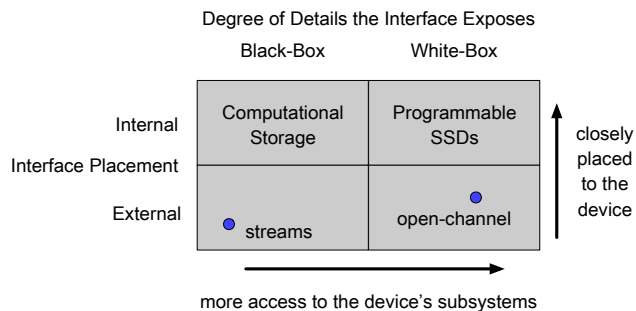 Degree of Details the Interface Exposes
Black-Box White-Box
Internal
Computational
Storage
Programmable
SSDs
Interface Placement
External
streams
open-channel
closely
placed
to the
device
more access to the device's subsystems